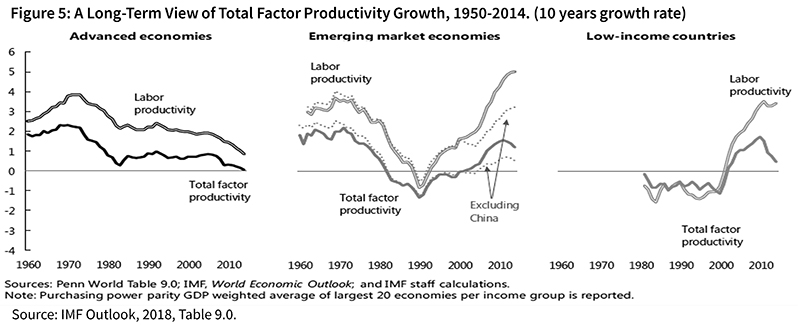 Figure 5: A Long-Term View of Total Factor Productivity Growth, 1950-2014. (10 years growth rate)
Advanced economies
Emerging market economies
Low-income countries
6
5
4
3
2
1
0
-1
-2
-3
-4
Labor
productivity
Total factor
productivity
1960 1970 1980 1990 2000 2010
Labor
productivity
Total factor
productivity
Excluding
China
1960 1970 1980 1990 2000 2010
Labor
productivity
Total factor
productivity
1960 1970 1980 1990 2000 2010
Sources: Penn World Table 9.0; IMF, World Economic Outlook; and IMF staff calculations.
Note: Purchasing power parity GDP weighted average of largest 20 economies per income group is reported.
Source: IMF Outlook, 2018, Table 9.0.